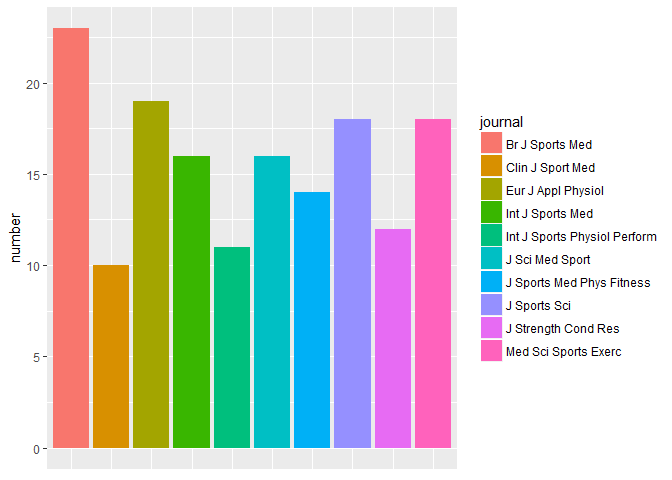 number
20
15
10
5
0
journal
Br J Sports Med
Clin J Sport Med
Eur J Appl Physiol
Int J Sports Med
Int J Sports Physiol Perform
J Sci Med Sport
J Sports Med Phys Fitness
J Sports Sci
J Strength Cond Res
Med Sci Sports Exerc